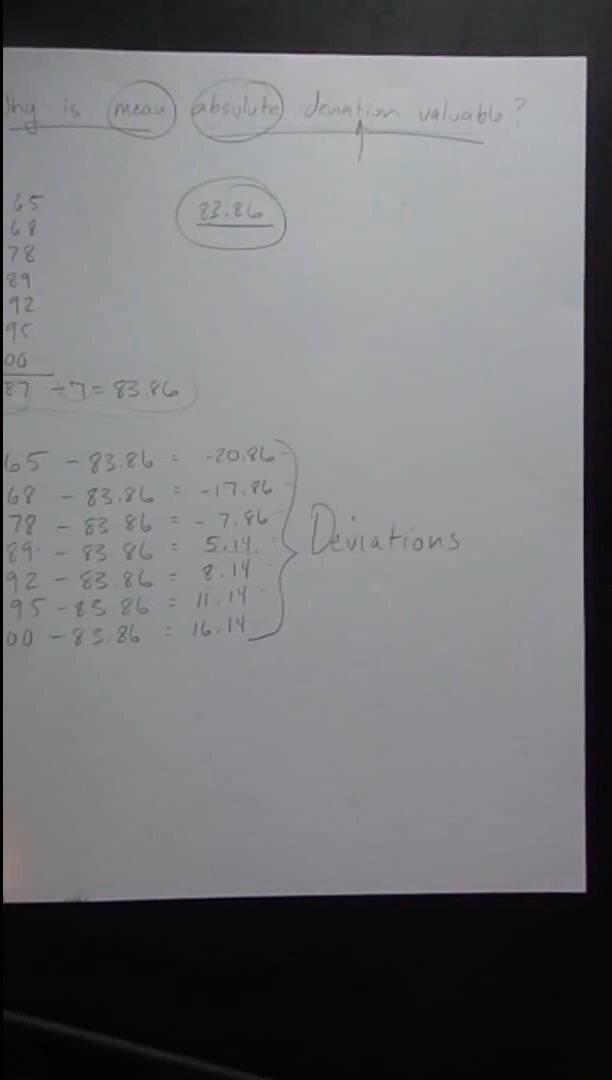 hy is mean absolute deviation valuable?
83.86
65
68
78
89
92
95
00
87 ÷ 7 = 83.86
65 - 83.86 = -20.86
68 - 83.86 = -17.86
78 - 83.86 = -7.86
89 - 83.86 = 5.14
92 - 83.86 = 8.14
95 - 83.86 = 11.14
00 - 83.86 = 16.14
Deviations